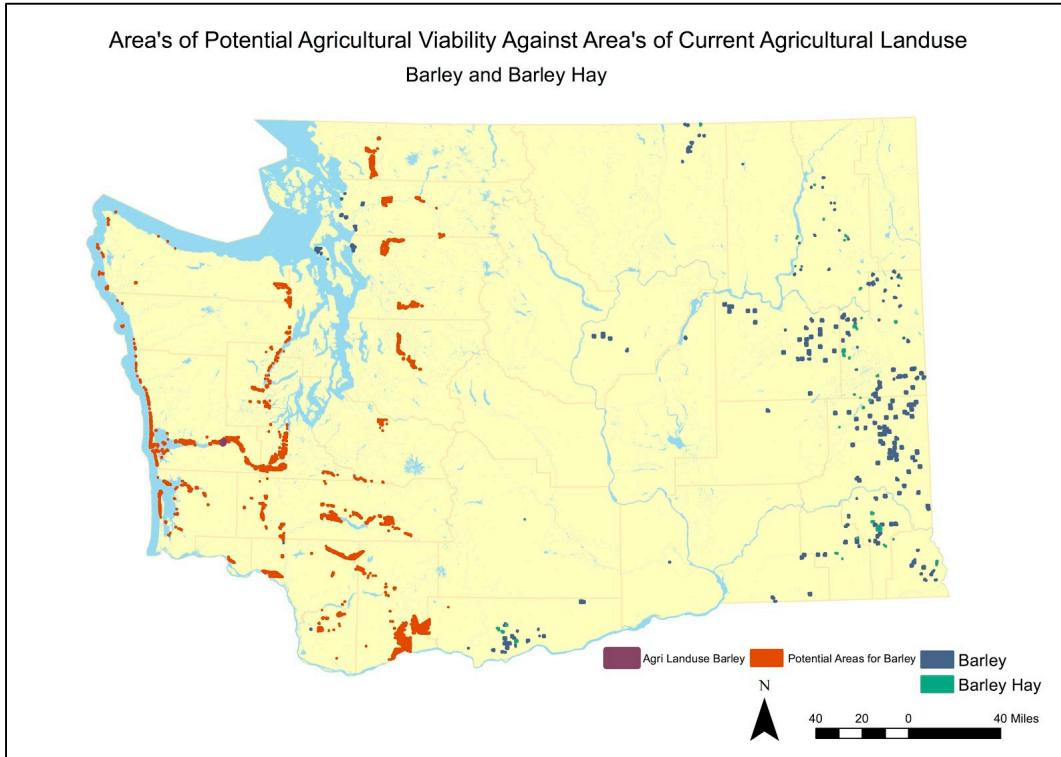 Area's of Potential Agricultural Viability Against Area's of Current Agricultural Landuse
Barley and Barley Hay
Agri Landuse Barley
Potential Areas for Barley
Barley
Barley Hay
N
40 20 0 40 Miles